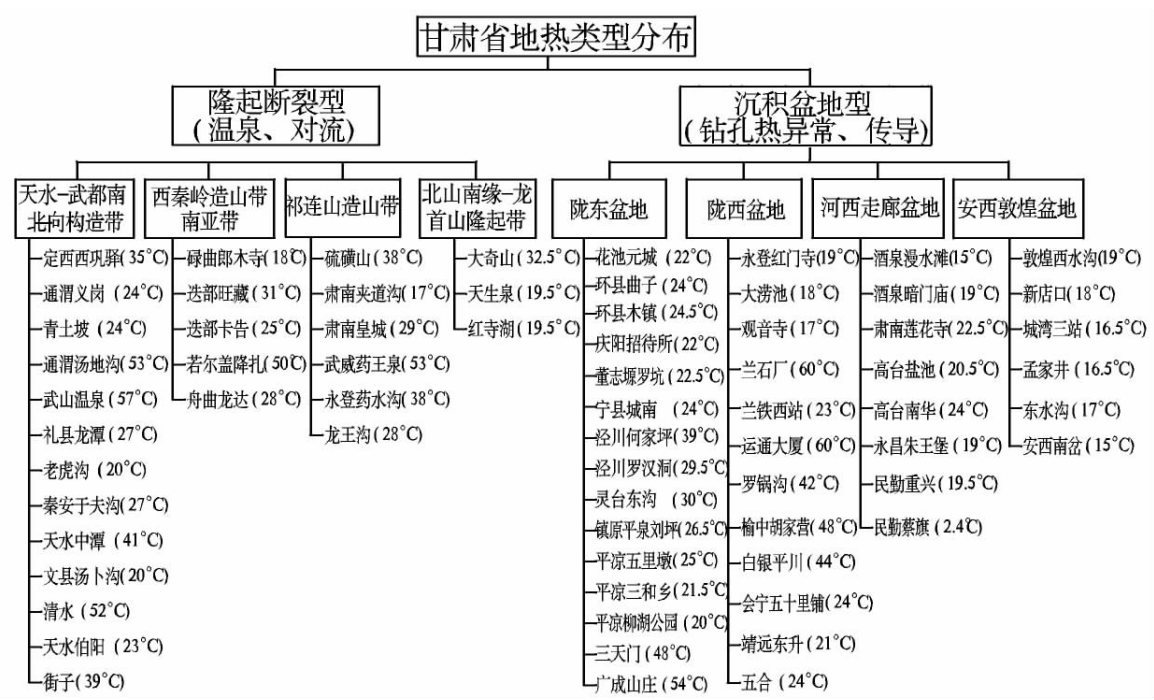 甘肃省地热类型分布
隆起断裂型
(温泉、对流)
沉积盆地型
(钻孔热异常、传导)
天水–武都南
北向构造带
西秦岭造山带
南亚带
祁连山造山带
北山南缘–龙
首山隆起带
陇东盆地
陇西盆地
河西走廊盆地
安西敦煌盆地
定西西巩驿(35°C)
通渭义岗 (24°C)
青土坡 (24°C)
通渭汤地沟(53°C)
武山温泉 (57°C)
礼县龙潭 (27°C)
老虎沟 (20°C)
秦安于夫沟(27°C)
天水中潭 (41°C)
文县汤卜沟(20°C)
清水 (52°C)
天水伯阳 (23°C)
街子(39°C)
碌曲郎木寺(18℃)
迭部旺藏 (31°C)
迭部卡告 (25°C)
若尔盖降扎(50℃)
舟曲龙达 (28°C)
硫磺山 (38°C)
肃南夹道沟(17°C)
肃南皇城 (29°C)
武威药王泉(53°C)
永登药水沟(38°C)
龙王沟 (28°C)
大奇山 (32.5°C)
天生泉 (19.5°C)
红寺湖 (19.5°C)
花池元城 (22°C)
环县曲子 (24°C)
环县木镇 (24.5°C)
庆阳招待所(22°C)
董志塬罗坑 (22.5°C)
宁县城南 (24°C)
泾川何家坪(39°C)
泾川罗汉洞(29.5°C)
灵台东沟 (30°C)
镇原平泉刘坪(26.5°C)
平凉五里墩(25°C)
平凉三和乡(21.5°C)
平凉柳湖公园 (20°C)
三天门 (48°C)
广成山庄 (54°C)
永登红门寺(19°C)
大涝池 (18°C)
观音寺 (17°C)
兰石厂 (60°C)
兰铁西站 (23°C)
运通大厦 (60°C)
罗锅沟 (42°C)
榆中胡家营 (48°C)
白银平川 (44°C)
会宁五十里铺(24°C)
靖远东升 (21°C)
五合 (24°C)
酒泉漫水滩(15°C)
酒泉暗门庙 (19°C)
肃南莲花寺(22.5°C)
高台盐池 (20.5°C)
高台南华 (24°C)
永昌朱王堡 (19°C)
民勤重兴 (19.5°C)
民勤蔡旗 (2.4℃)
敦煌西水沟(19°C)
新店口(18°C)
城湾三站 (16.5°C)
孟家井 (16.5°C)
东水沟 (17°C)
安西南岔 (15°C)